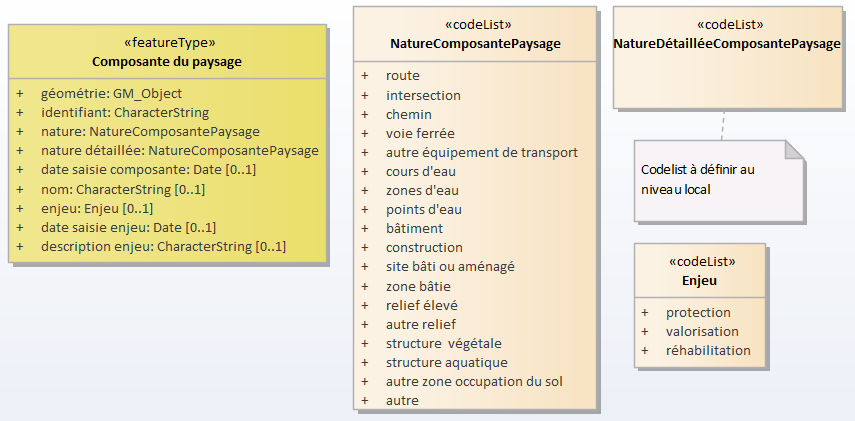 «featureType»
Composante du paysage
+ géométrie: GM_Object
+ identifiant: CharacterString
+ nature: NatureComposantePaysage
+ nature détaillée: NatureComposantePaysage
+ date saisie composante: Date [0..1]
+ nom: CharacterString [0..1]
+ enjeu: Enjeu [0..1]
+ date saisie enjeu: Date [0..1]
+ description enjeu: CharacterString [0..1]
«codeList»
NatureComposantePaysage
+ route
+ intersection
+ chemin
+ voie ferrée
+ autre équipement de transport
+ cours d'eau
+ zones d'eau
+ points d'eau
+ bâtiment
+ construction
+ site bâti ou aménagé
+ zone bâtie
+ relief élevé
+ autre relief
+ structure végétale
+ structure aquatique
+ autre zone occupation du sol
+ autre
«codeList»
NatureDétailléeComposantePaysage
Codelist à définir au
niveau local
«codeList»
Enjeu
+ protection
+ valorisation
+ réhabilitation